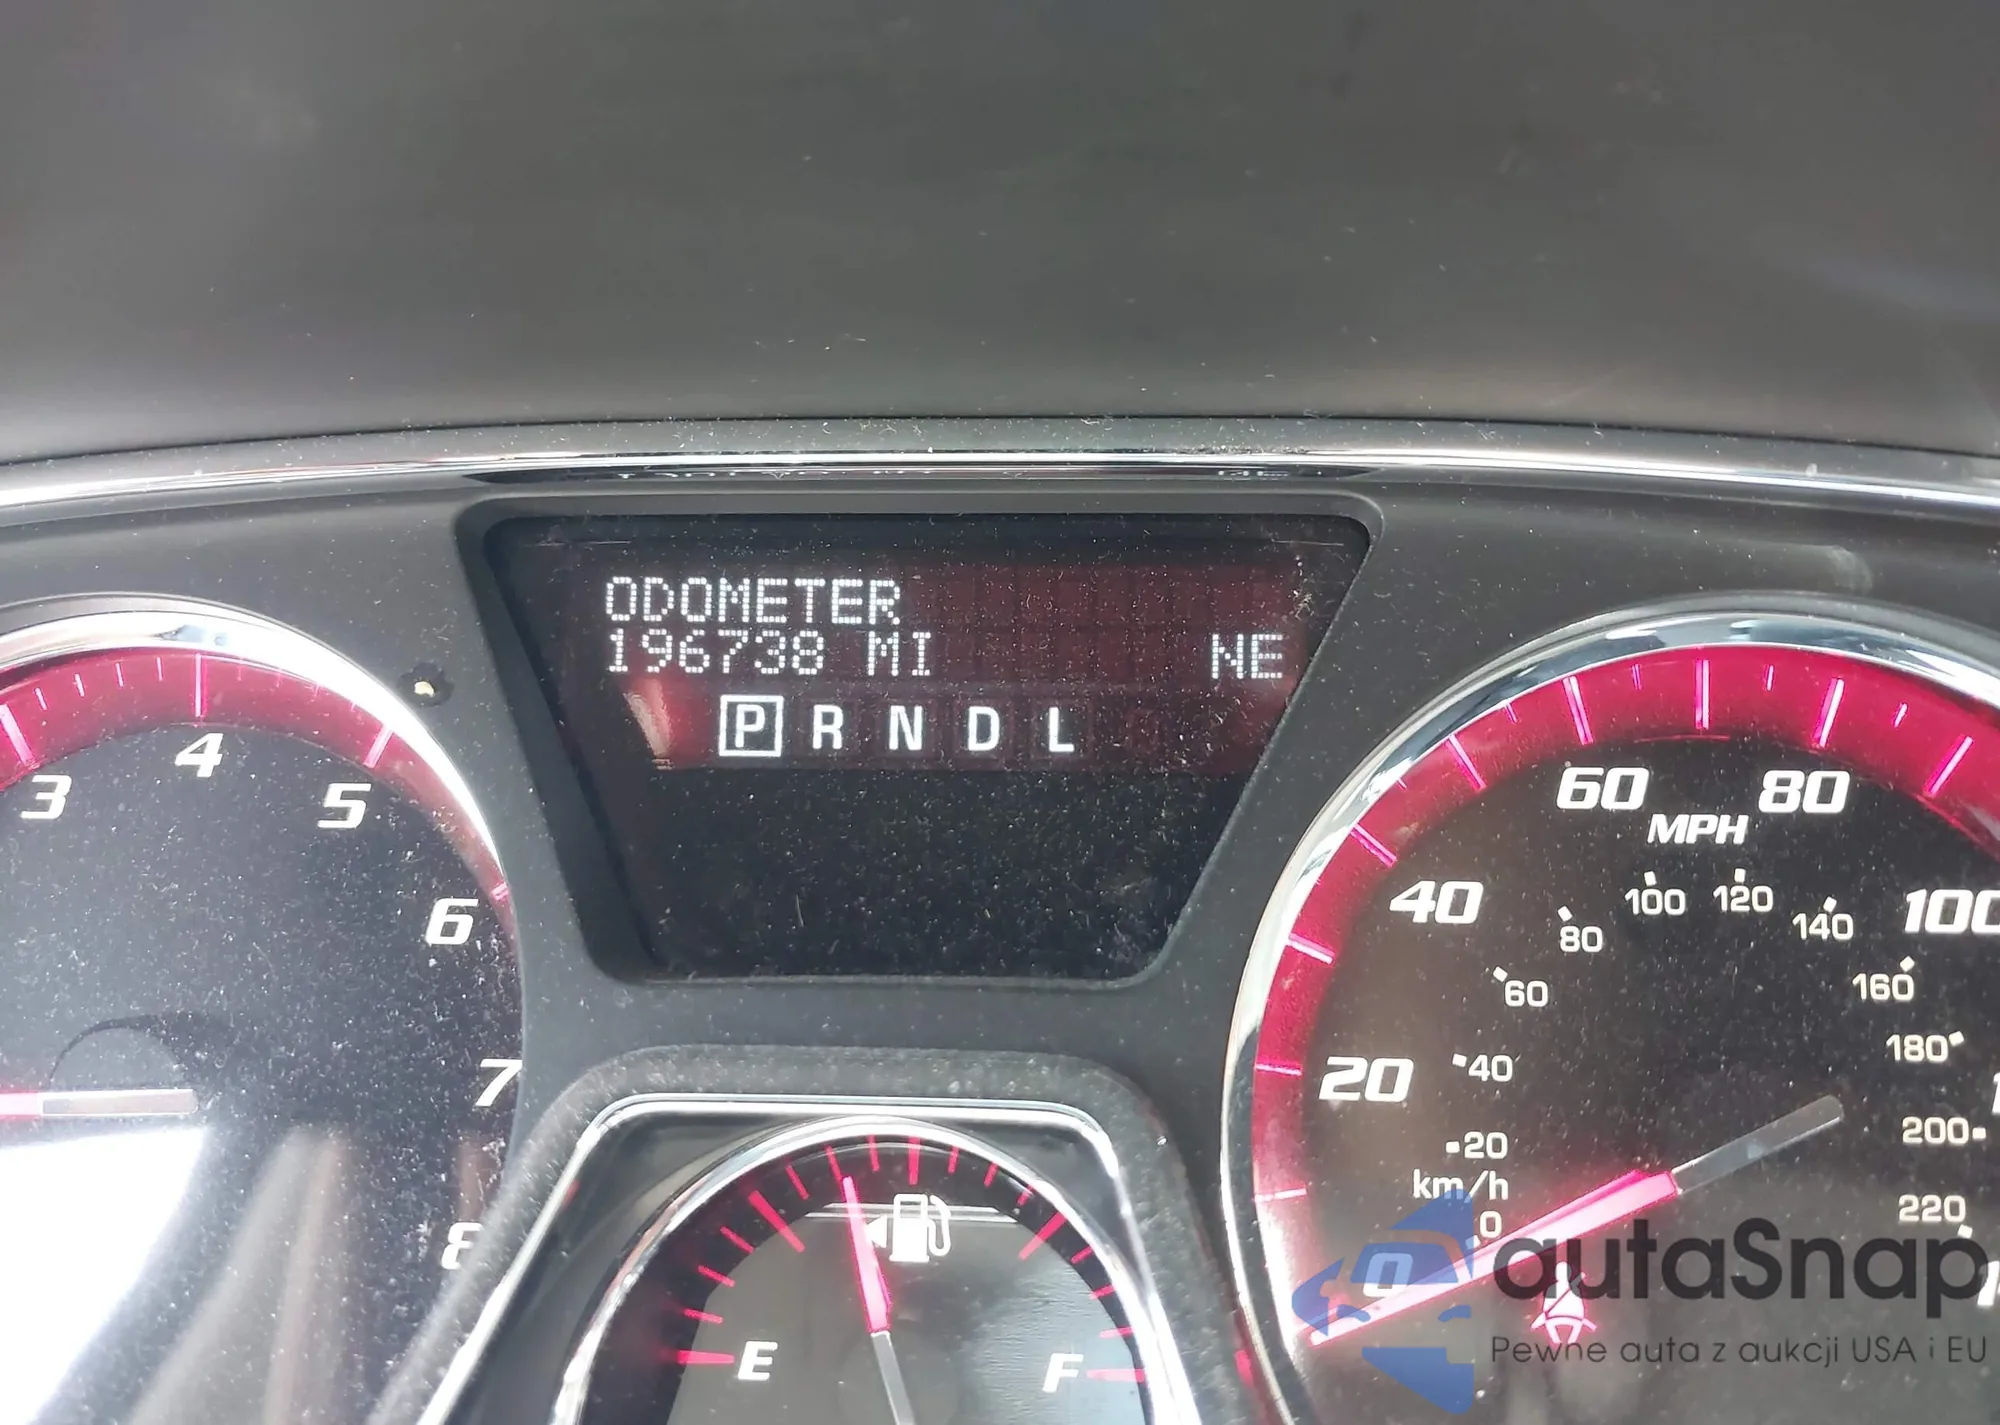 ODOMETER
196738 MI NE
P R N D L
3 4 5 6 7 8
60 80
MPH
40 100
100 120
80 140
60 160
20 40 180
20 200
km/h
0 220
0
E F
autaSnap
Pewne auta z aukcji USA i EU